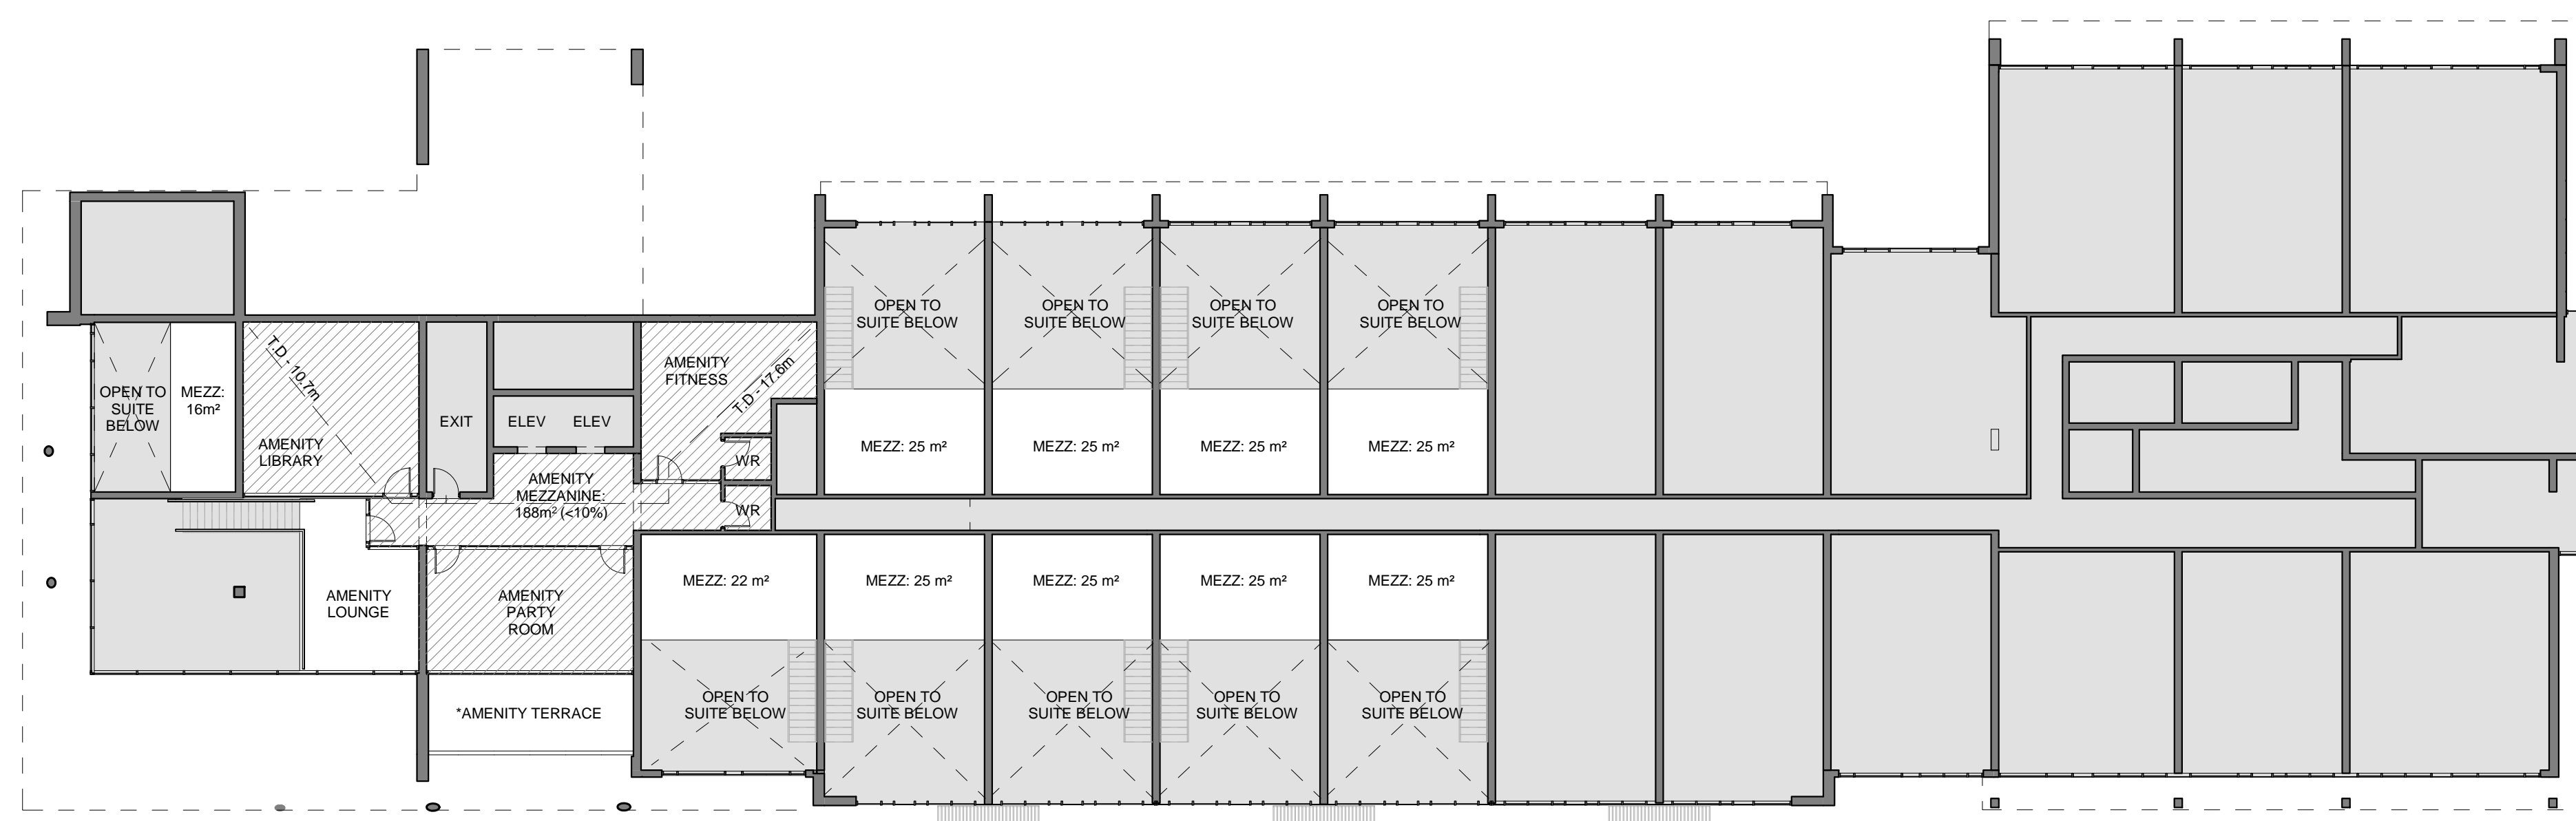 OPEN TO
SUITE BELOW
OPEN TO
SUITE BELOW
OPEN TO
SUITE BELOW
OPEN TO
SUITE BELOW
T.D - 10.7m
AMENITY
FITNESS
T.D - 17.6m
OPEN TO
SUITE
BELOW
MEZZ:
16m²
AMENITY
LIBRARY
EXIT
ELEV
ELEV
MEZZ: 25 m²
MEZZ: 25 m²
MEZZ: 25 m²
MEZZ: 25 m²
WR
AMENITY
MEZZANINE:
188m² (<10%)
WR
MEZZ: 22 m²
MEZZ: 25 m²
MEZZ: 25 m²
MEZZ: 25 m²
MEZZ: 25 m²
AMENITY
LOUNGE
AMENITY
PARTY
ROOM
OPEN TO
SUITE BELOW
OPEN TO
SUITE BELOW
OPEN TO
SUITE BELOW
OPEN TO
SUITE BELOW
OPEN TO
SUITE BELOW
*AMENITY TERRACE